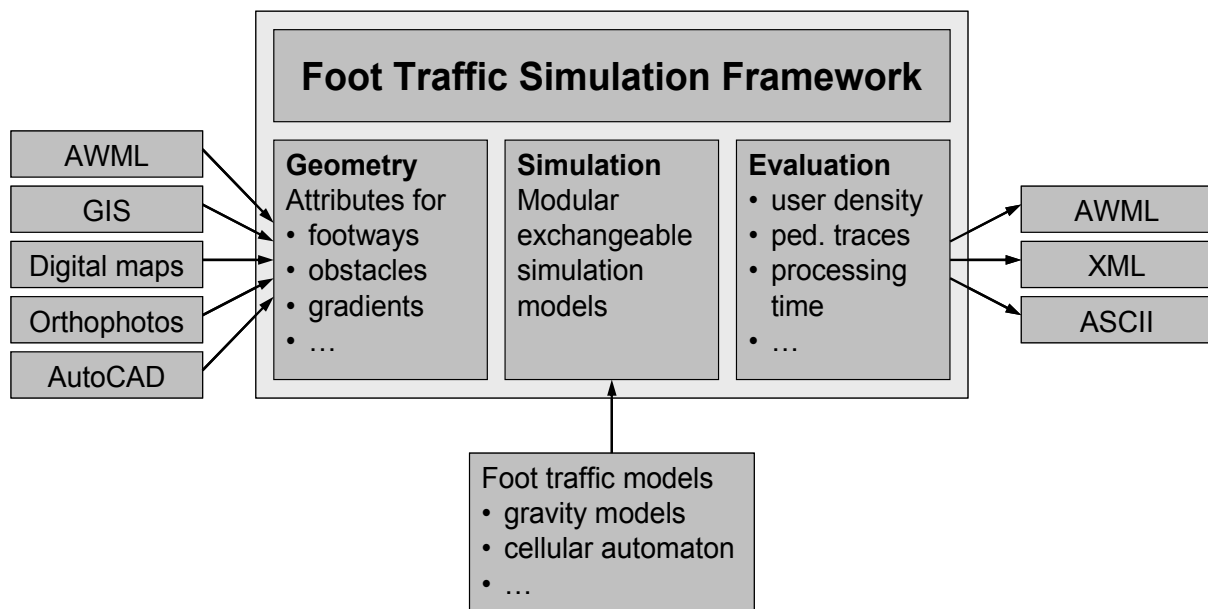 Foot Traffic Simulation Framework
AWML
GIS
Digital maps
Orthophotos
AutoCAD
Geometry
Attributes for
• footways
• obstacles
• gradients
• …
Simulation
Modular
exchangeable
simulation
models
Evaluation
• user density
• ped. traces
• processing
time
• …
AWML
XML
ASCII
Foot traffic models
• gravity models
• cellular automaton
• …